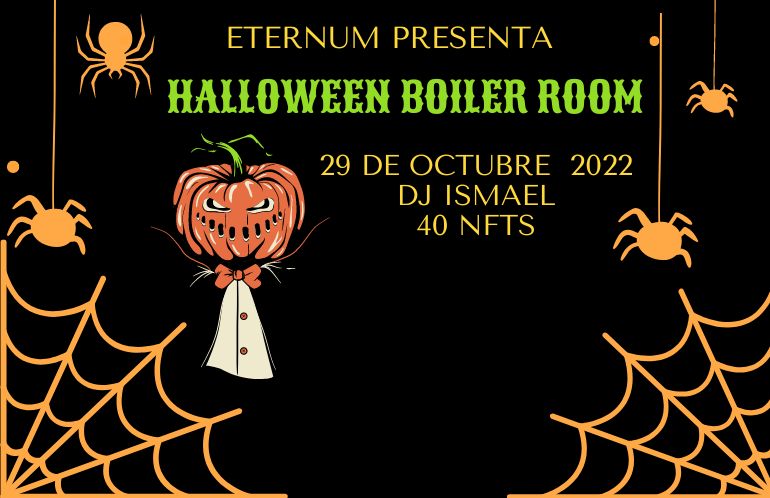 ETERNUM PRESENTA
HALLOWEEN BOILER ROOM
29 DE OCTUBRE 2022
DJ ISMAEL
40 NFTS